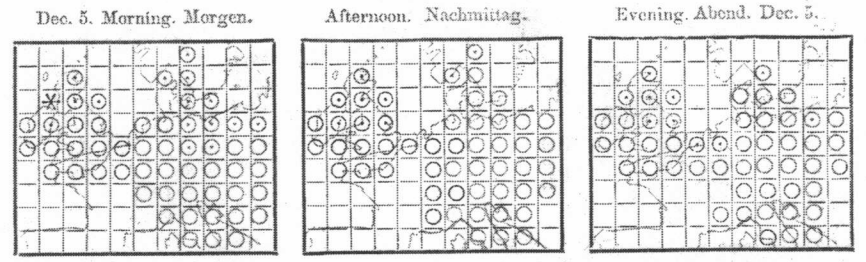 Dec. 5. Morning. Morgen.
Afternoon. Nachmittag.
Evening. Abend. Dec. 5.